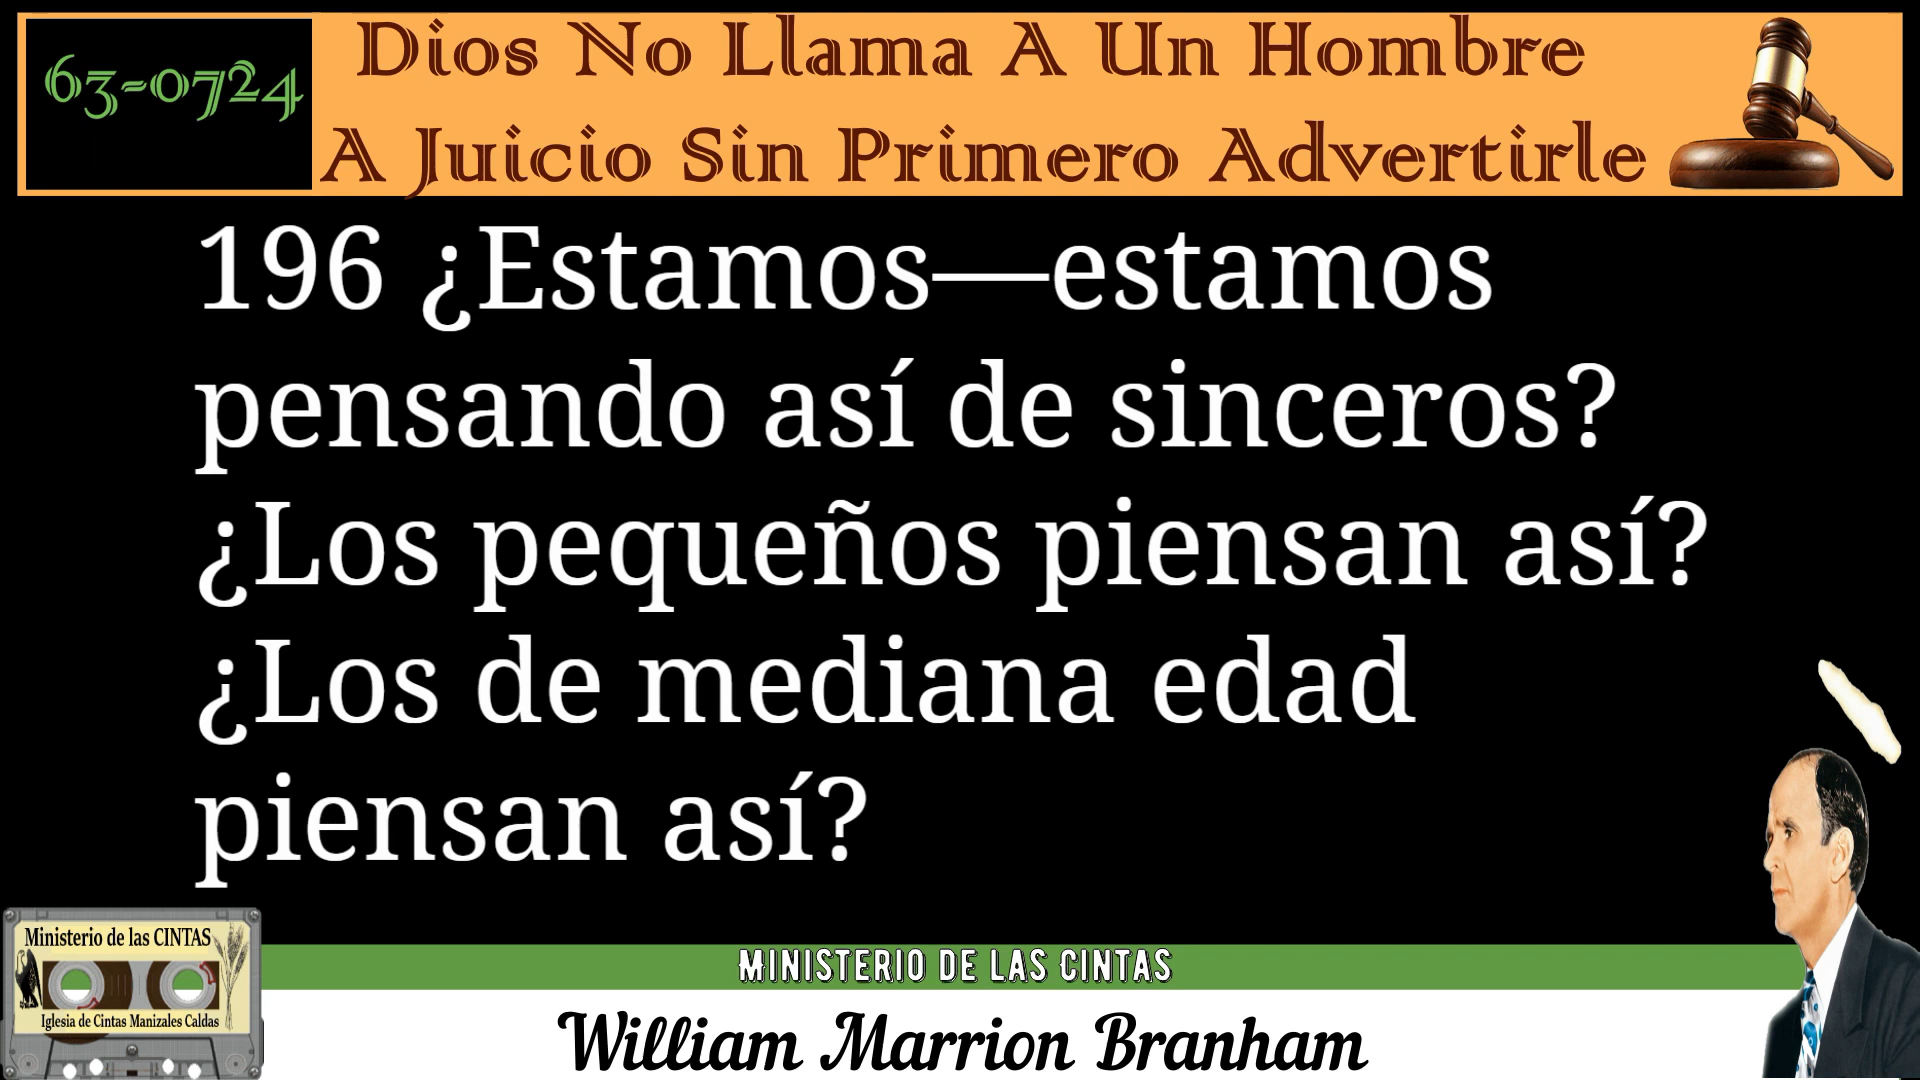 63-0724
Dios No Llama A Un Hombre
A Juicio Sin Primero Advertirle
196 ¿Estamos—estamos
pensando así de sinceros?
¿Los pequeños piensan así?
¿Los de mediana edad
piensan así?
Ministerio de las CINTAS
Iglesia de Cintas Manizales Caldas
MINISTERIO DE LAS CINTAS
William Marrion Branham